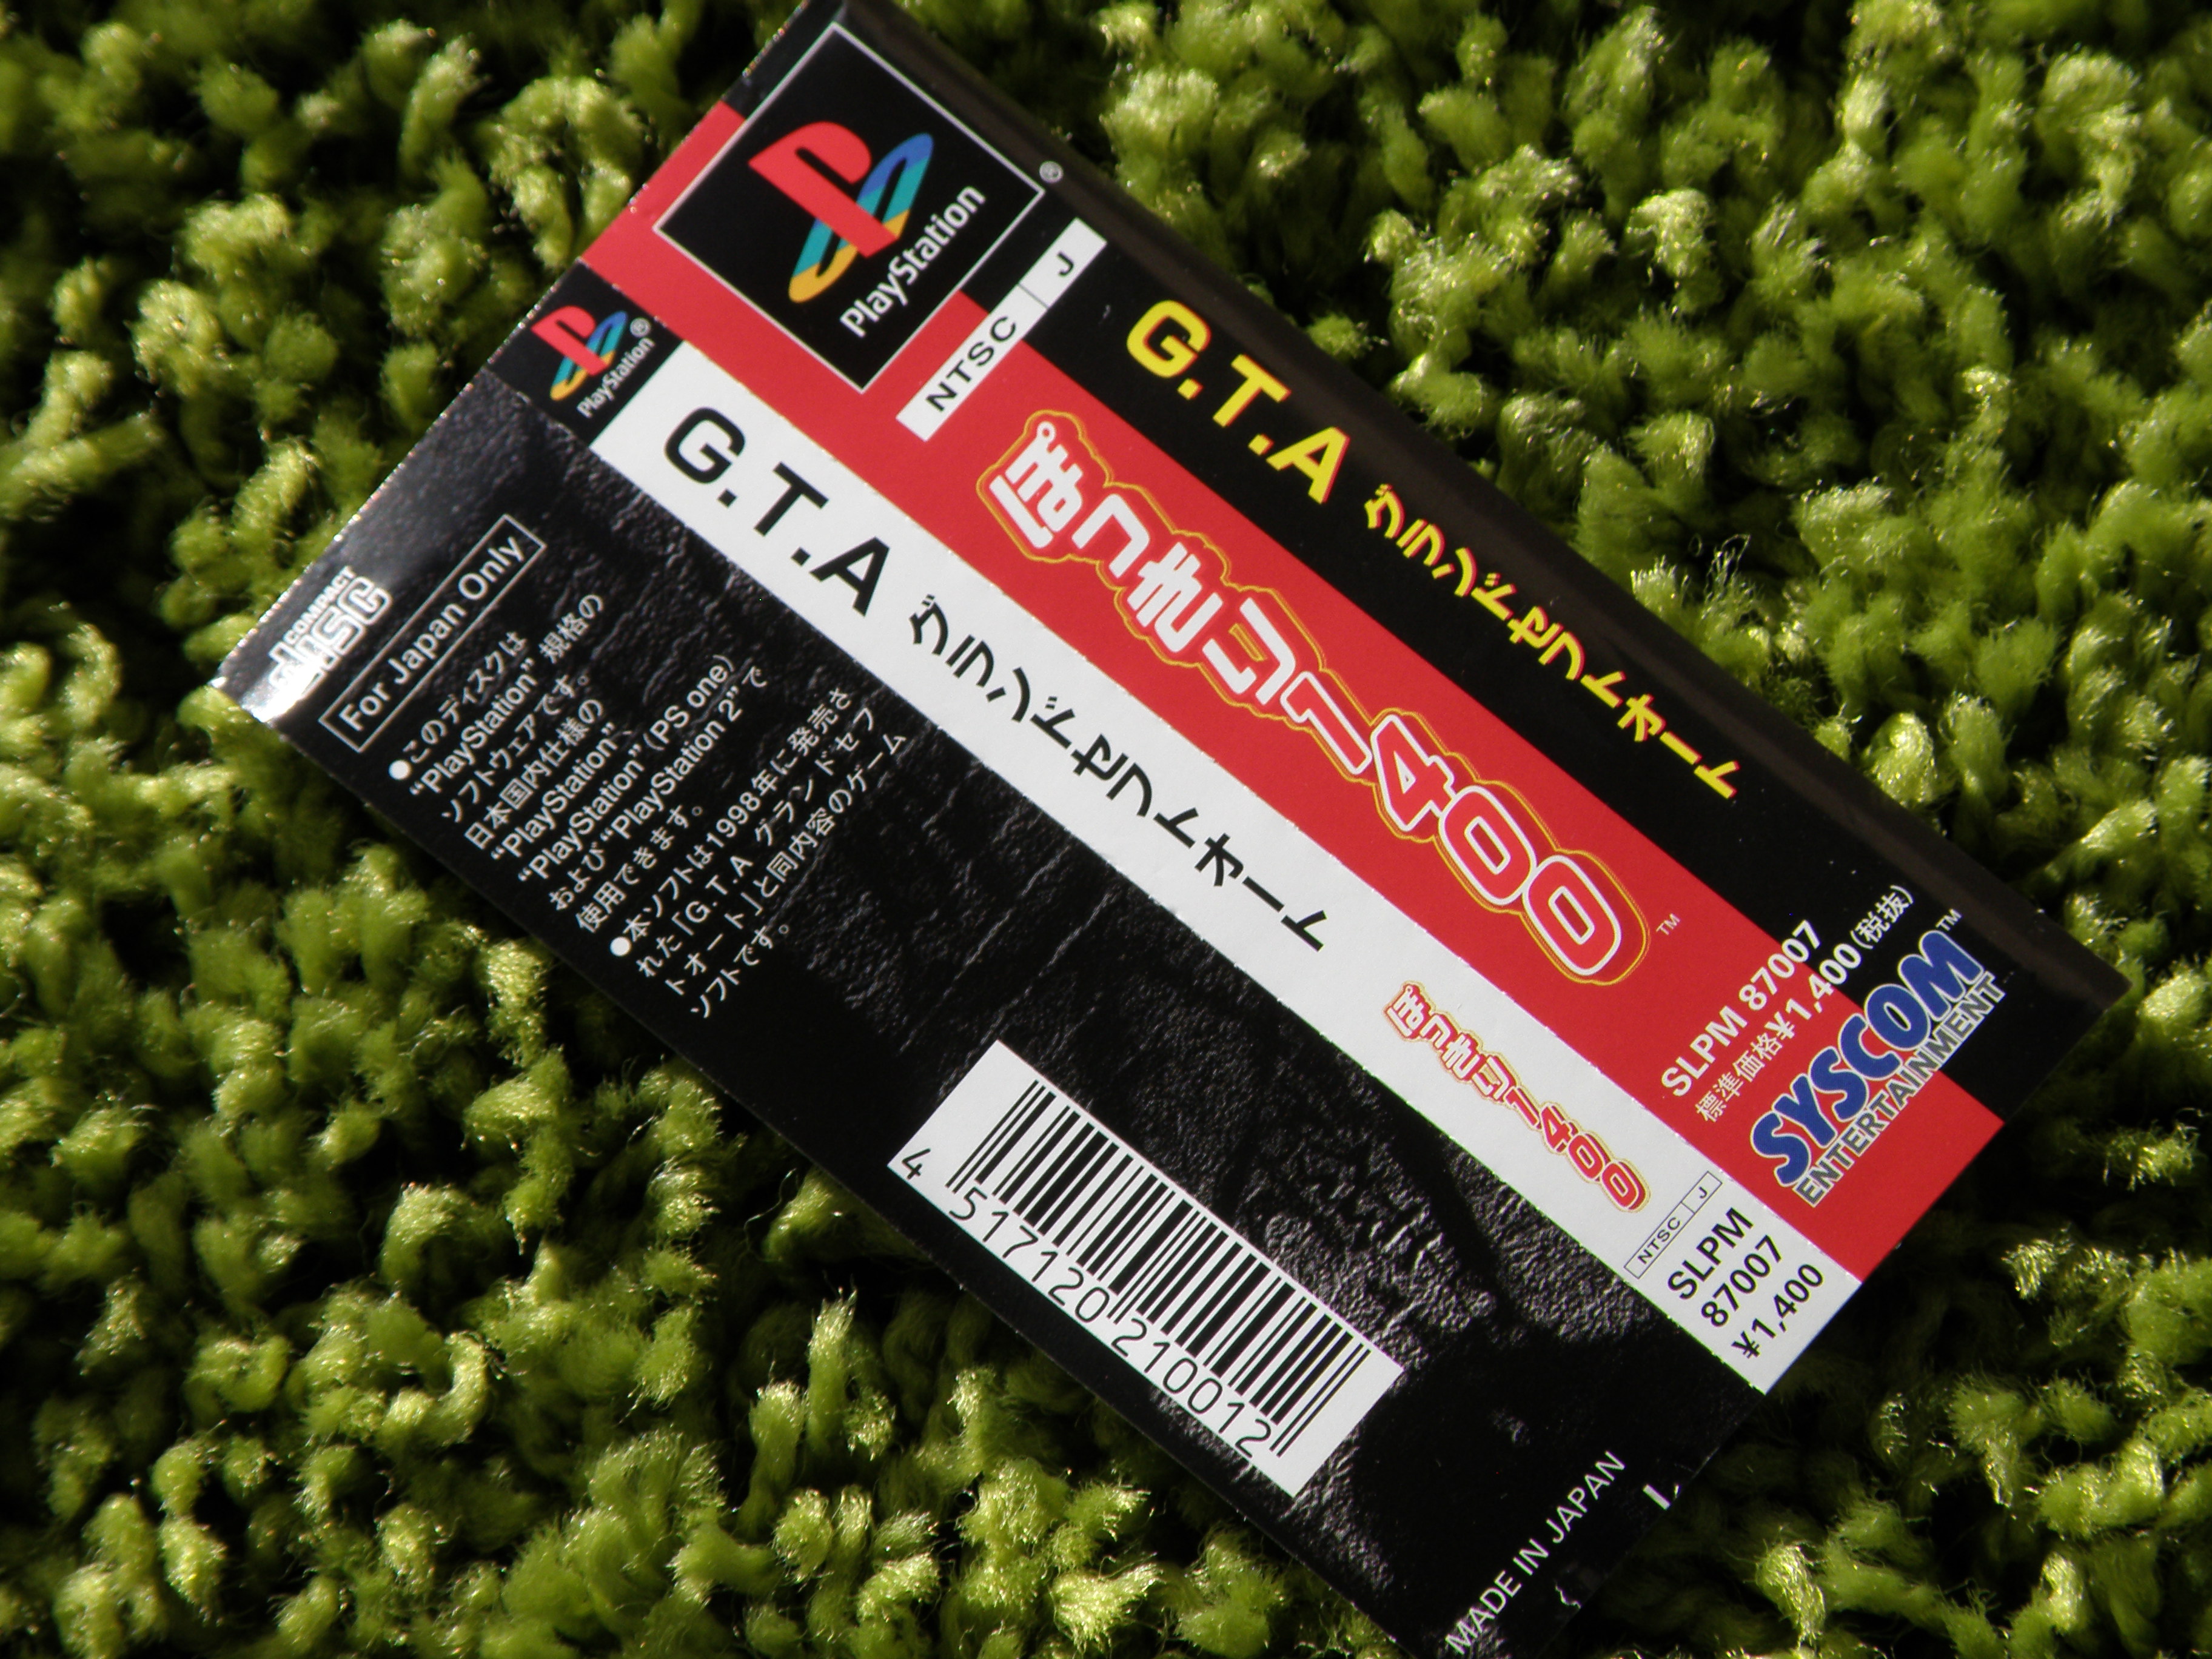 PlayStation
®
NTSC J
G.T.A グランドセフトオート
ぽっきり1400
™
SLPM 87007
標準価格¥1,400(税抜)
SYSCOM™
ENTERTAINMENT
PlayStation
®
G.T.A グランドセフトオート
ぽっきり1400
NTSC J
SLPM
87007
¥1,400
COMPACT
disc
For Japan Only
●このディスクは
“PlayStation” 規格の
ソフトウェアです。
日本国内仕様の
“PlayStation”、
“PlayStation”(PS one)
および“PlayStation 2”で
使用できます。
●本ソフトは1998年に発売さ
れた「G.T.A グランドセフ
トオート」と同内容のゲーム
ソフトです。
4 517120 210012
MADE IN JAPAN